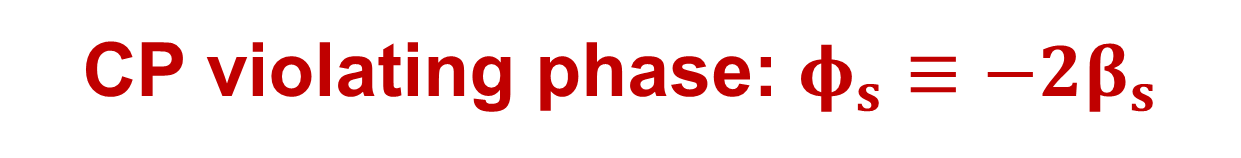 CP violating phase: ϕₛ ≡ −2βₛ